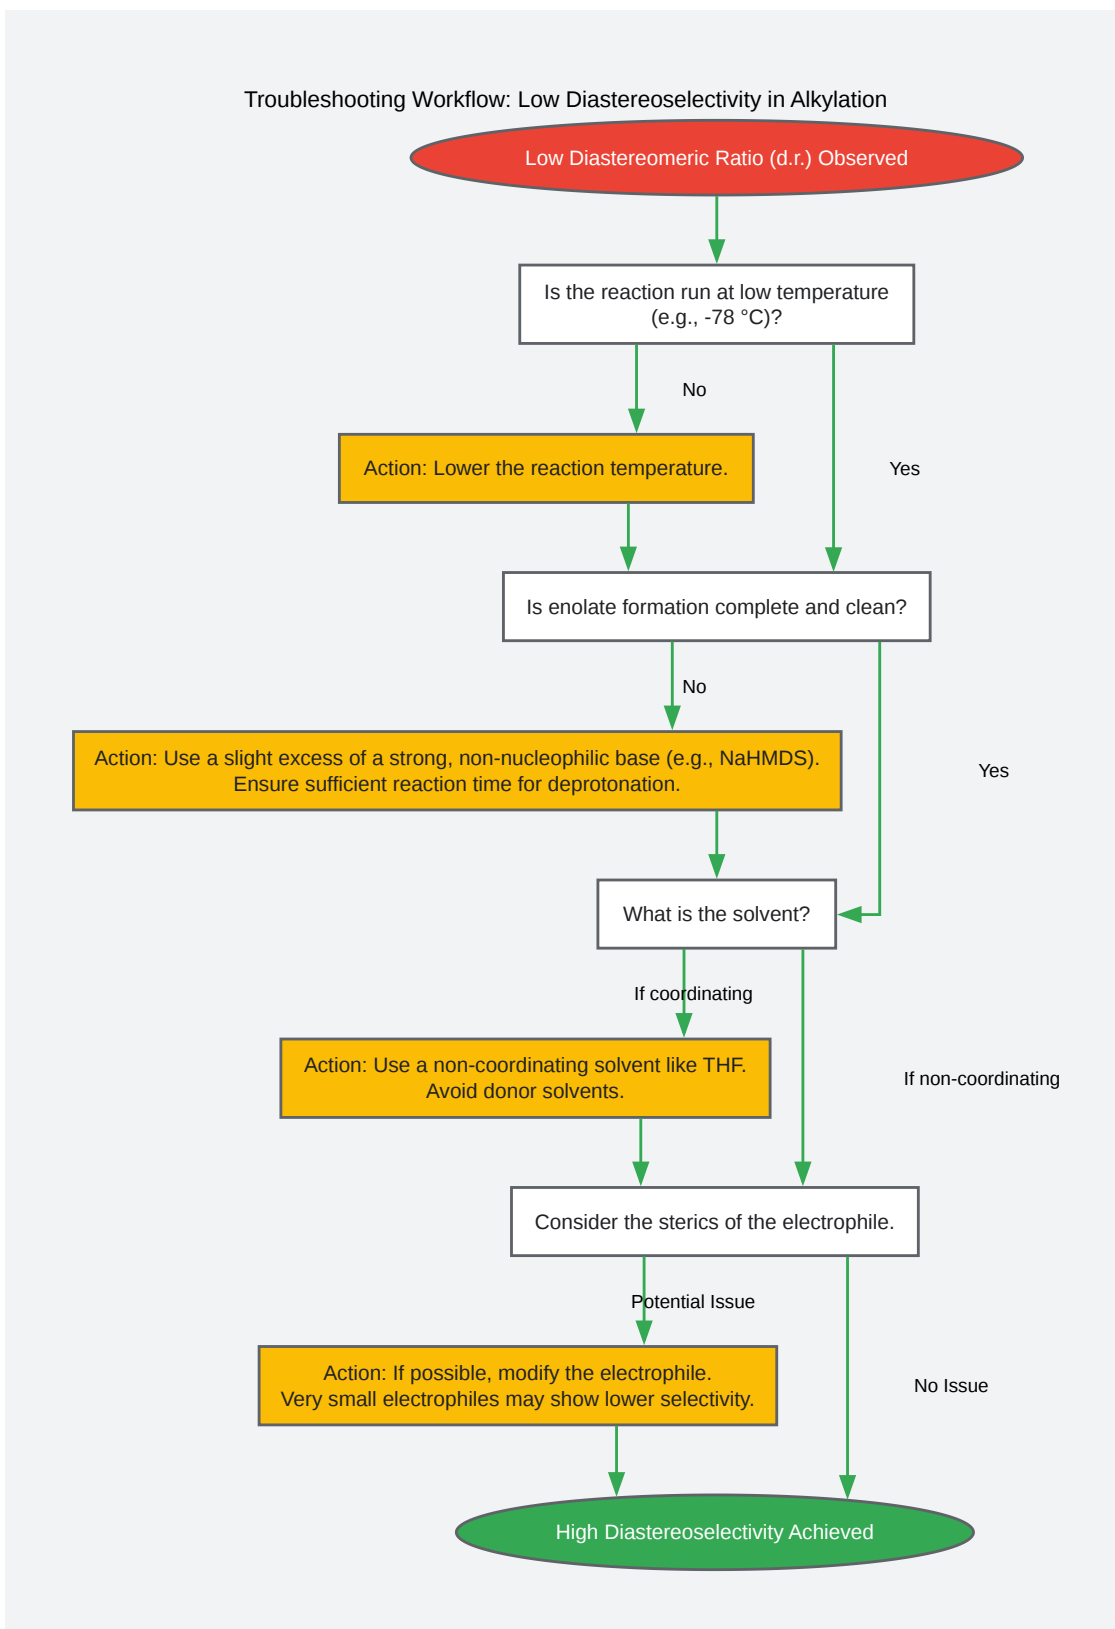 Troubleshooting Workflow: Low Diastereoselectivity in Alkylation
Low Diastereomeric Ratio (d.r.) Observed
Is the reaction run at low temperature
(e.g., -78 °C)?
No
Action: Lower the reaction temperature.
Yes
Is enolate formation complete and clean?
No
Action: Use a slight excess of a strong, non-nucleophilic base (e.g., NaHMDS).
Ensure sufficient reaction time for deprotonation.
Yes
What is the solvent?
If coordinating
Action: Use a non-coordinating solvent like THF.
Avoid donor solvents.
If non-coordinating
Consider the sterics of the electrophile.
Potential Issue
Action: If possible, modify the electrophile.
Very small electrophiles may show lower selectivity.
No Issue
High Diastereoselectivity Achieved